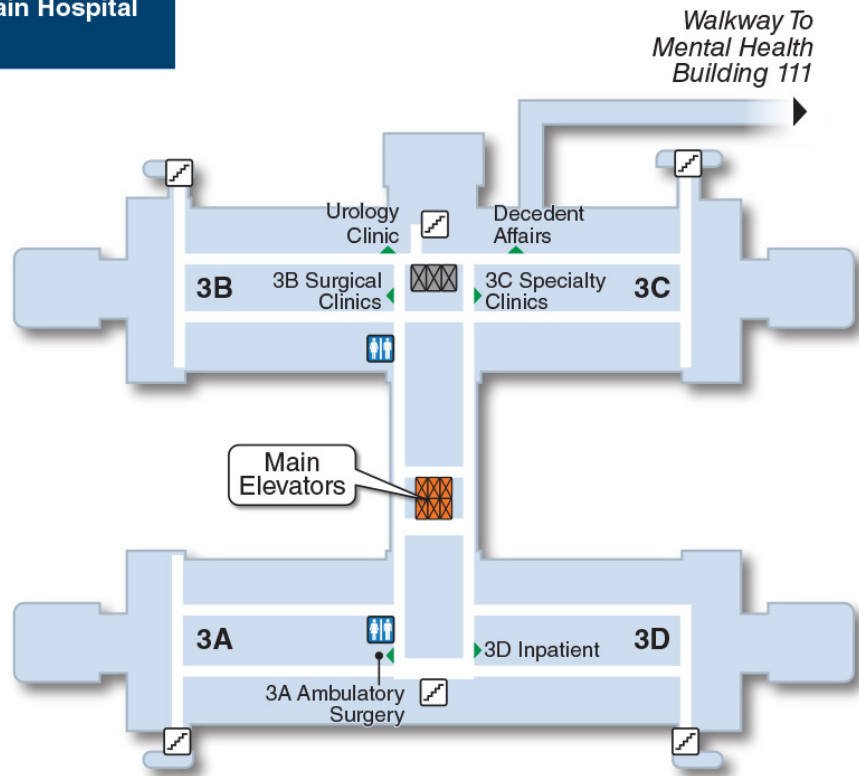 Hospital
Walkway To
Mental Health
Building 111
Urology
Clinic
Decedent
Affairs
3B
3B Surgical
Clinics
3C Specialty
Clinics
3C
Main
Elevators
3A
3D Inpatient
3D
3A Ambulatory
Surgery